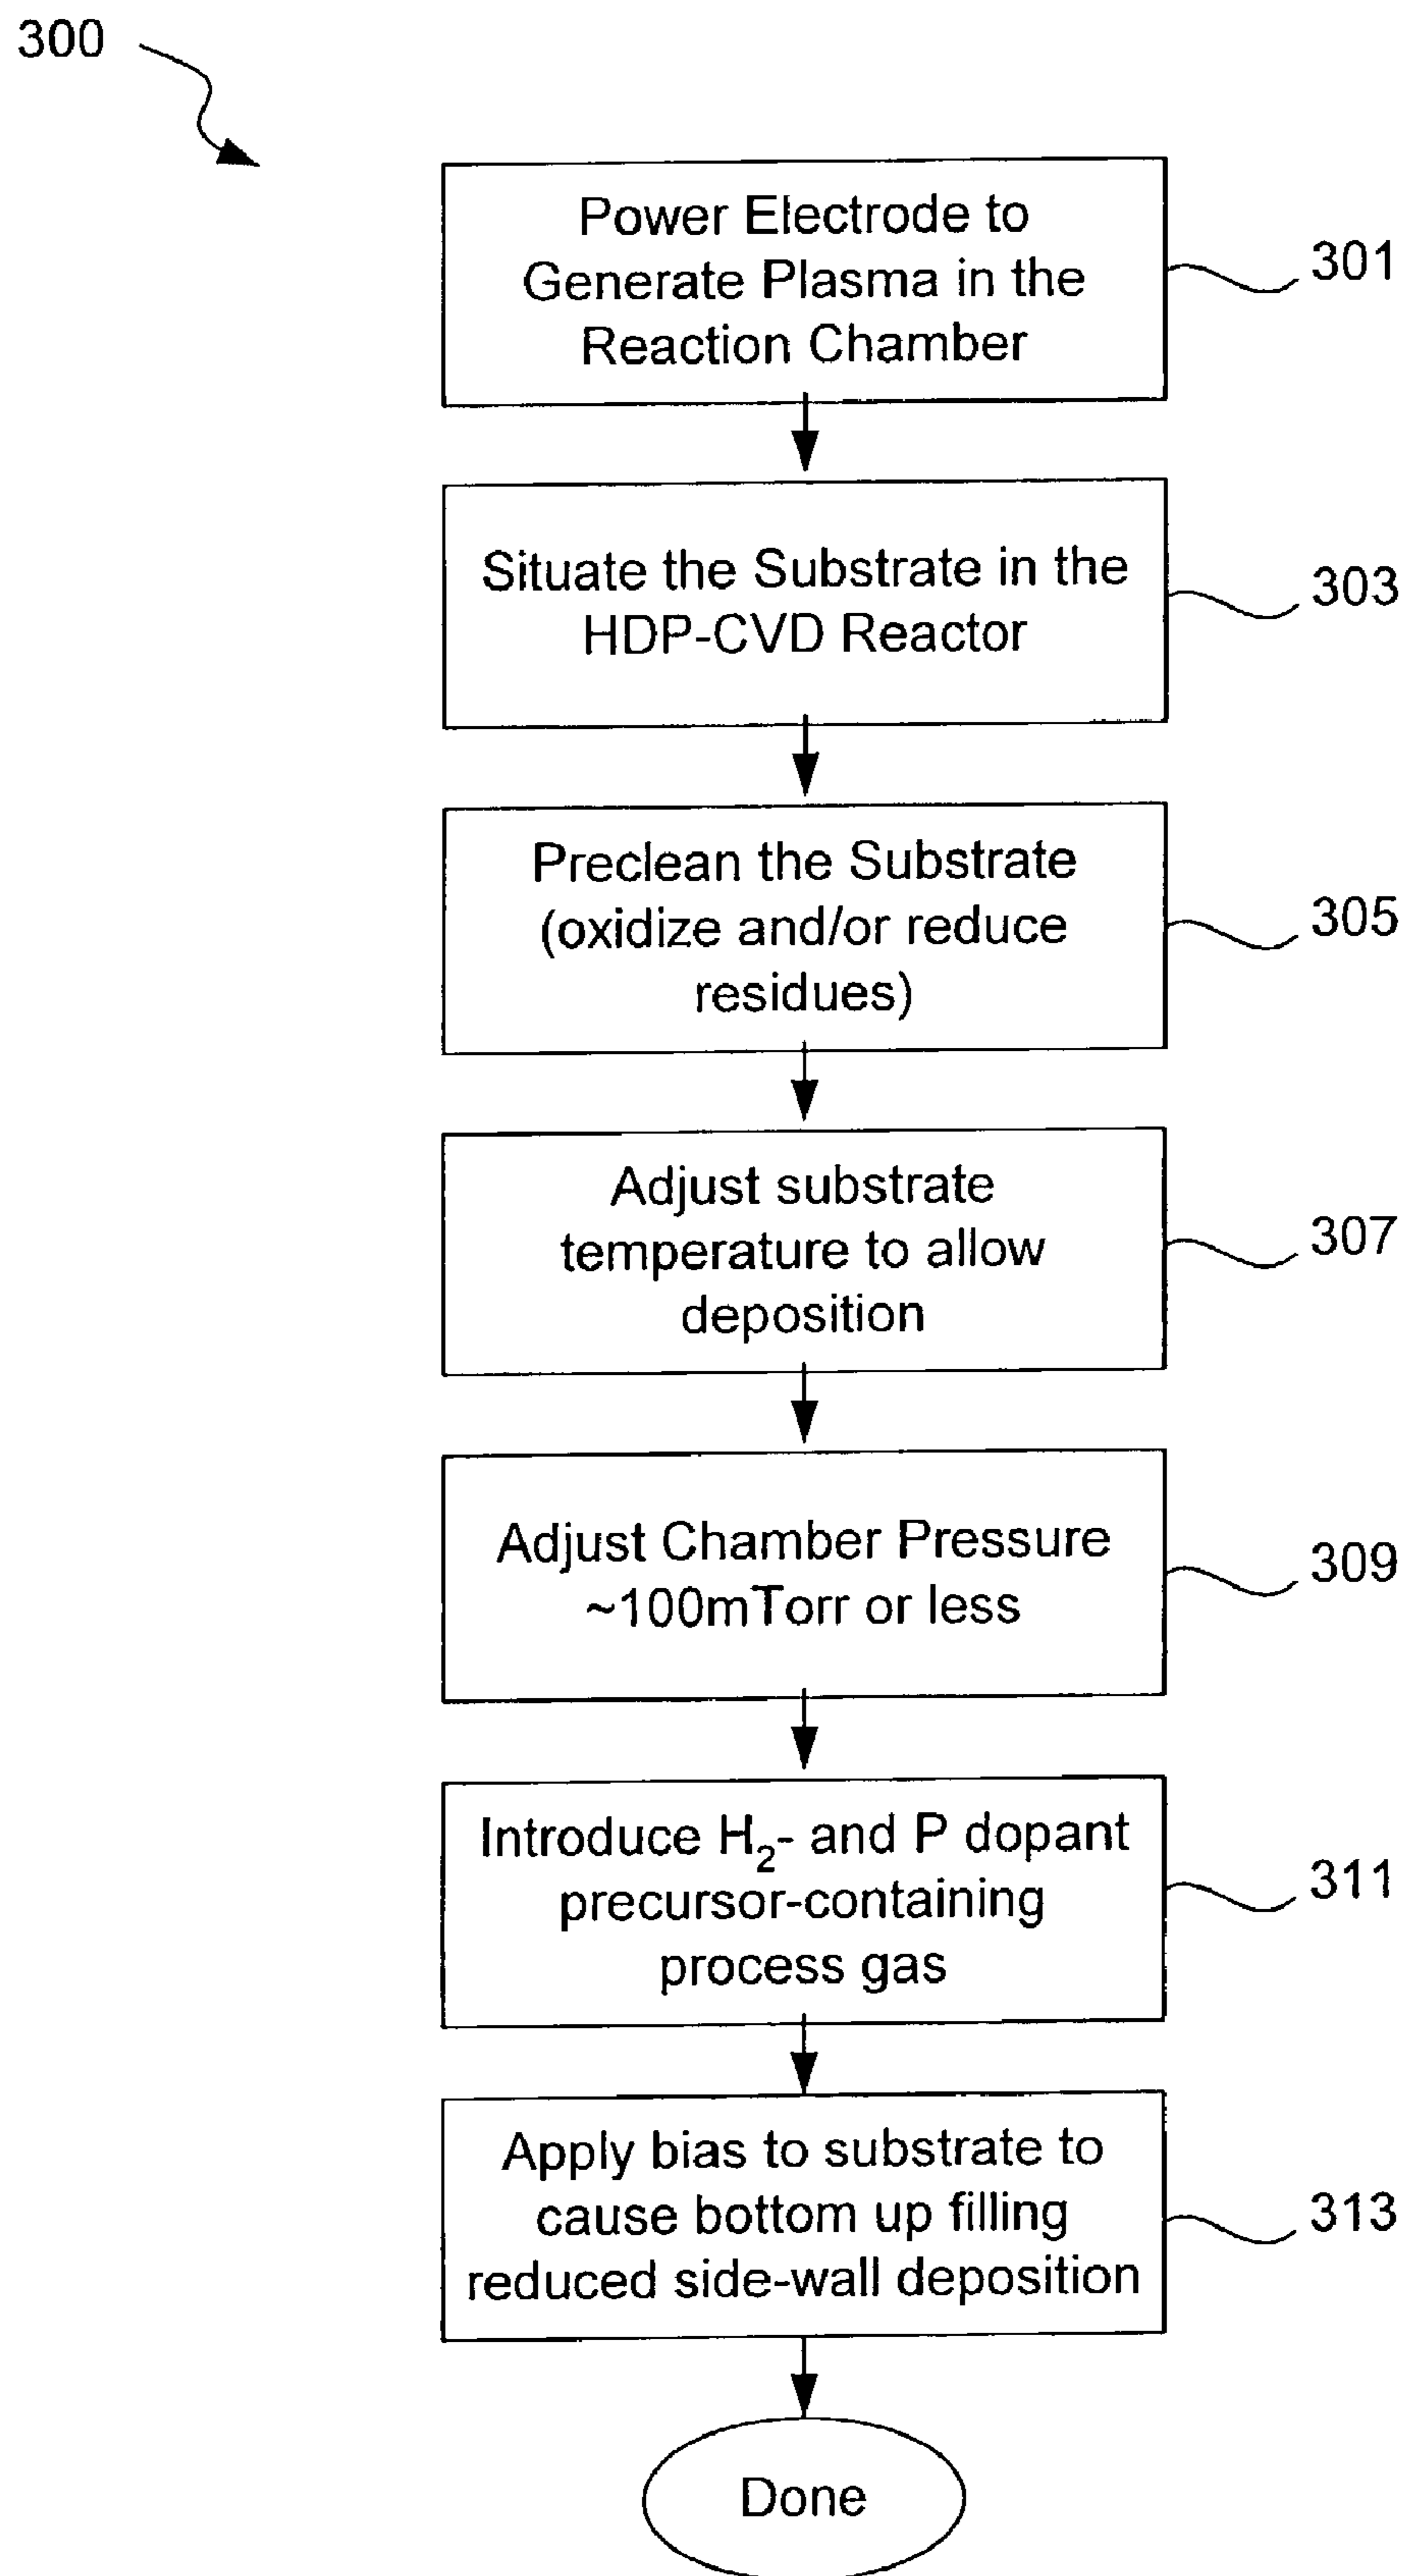 300
Power Electrode to
Generate Plasma in the
Reaction Chamber
301
Situate the Substrate in the
HDP-CVD Reactor
303
Preclean the Substrate
(oxidize and/or reduce
residues)
305
Adjust substrate
temperature to allow
deposition
307
Adjust Chamber Pressure
~100mTorr or less
309
Introduce H₂- and P dopant
precursor-containing
process gas
311
Apply bias to substrate to
cause bottom up filling
reduced side-wall deposition
313
Done